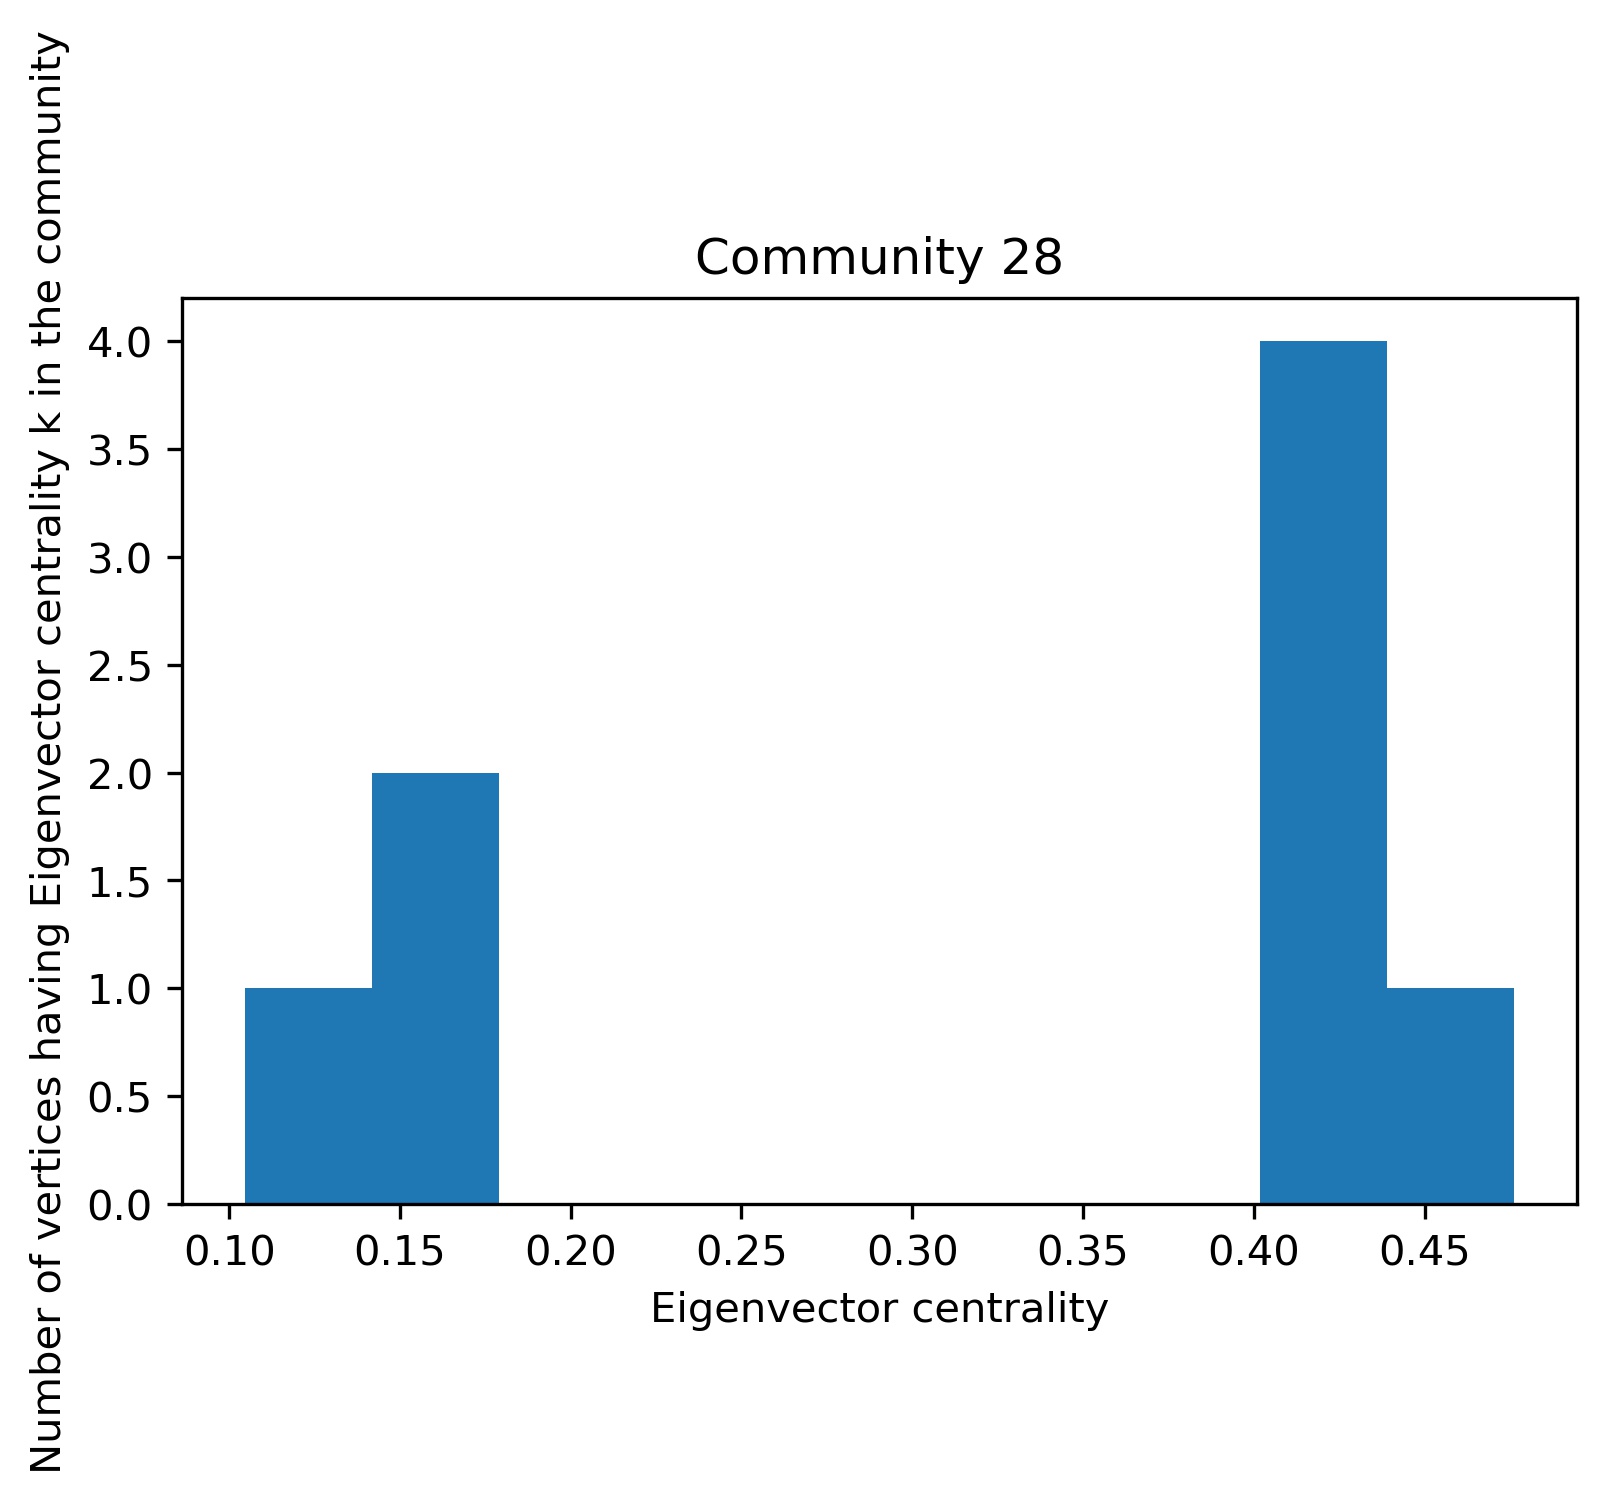 Community 28
Number of vertices having Eigenvector centrality k in the community
4.0
3.5
3.0
2.5
2.0
1.5
1.0
0.5
0.0
0.10 0.15 0.20 0.25 0.30 0.35 0.40 0.45
Eigenvector centrality